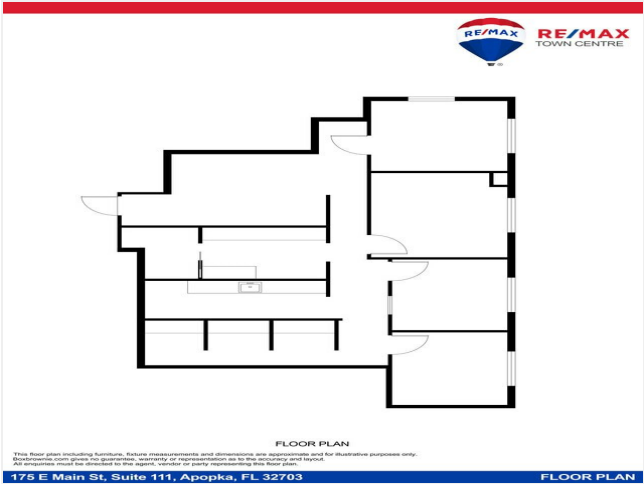 RE/MAX RE/MAX
TOWN CENTRE
FLOOR PLAN
This floor plan including furniture, fixture measurements and dimensions are approximate and for illustrative purposes only.
Boxbrownie.com gives no guarantee, warranty or representation as to the accuracy and layout.
All enquiries must be directed to the agent, vendor or party representing this floor plan.
175 E Main St, Suite 111, Apopka, FL 32703 FLOOR PLAN